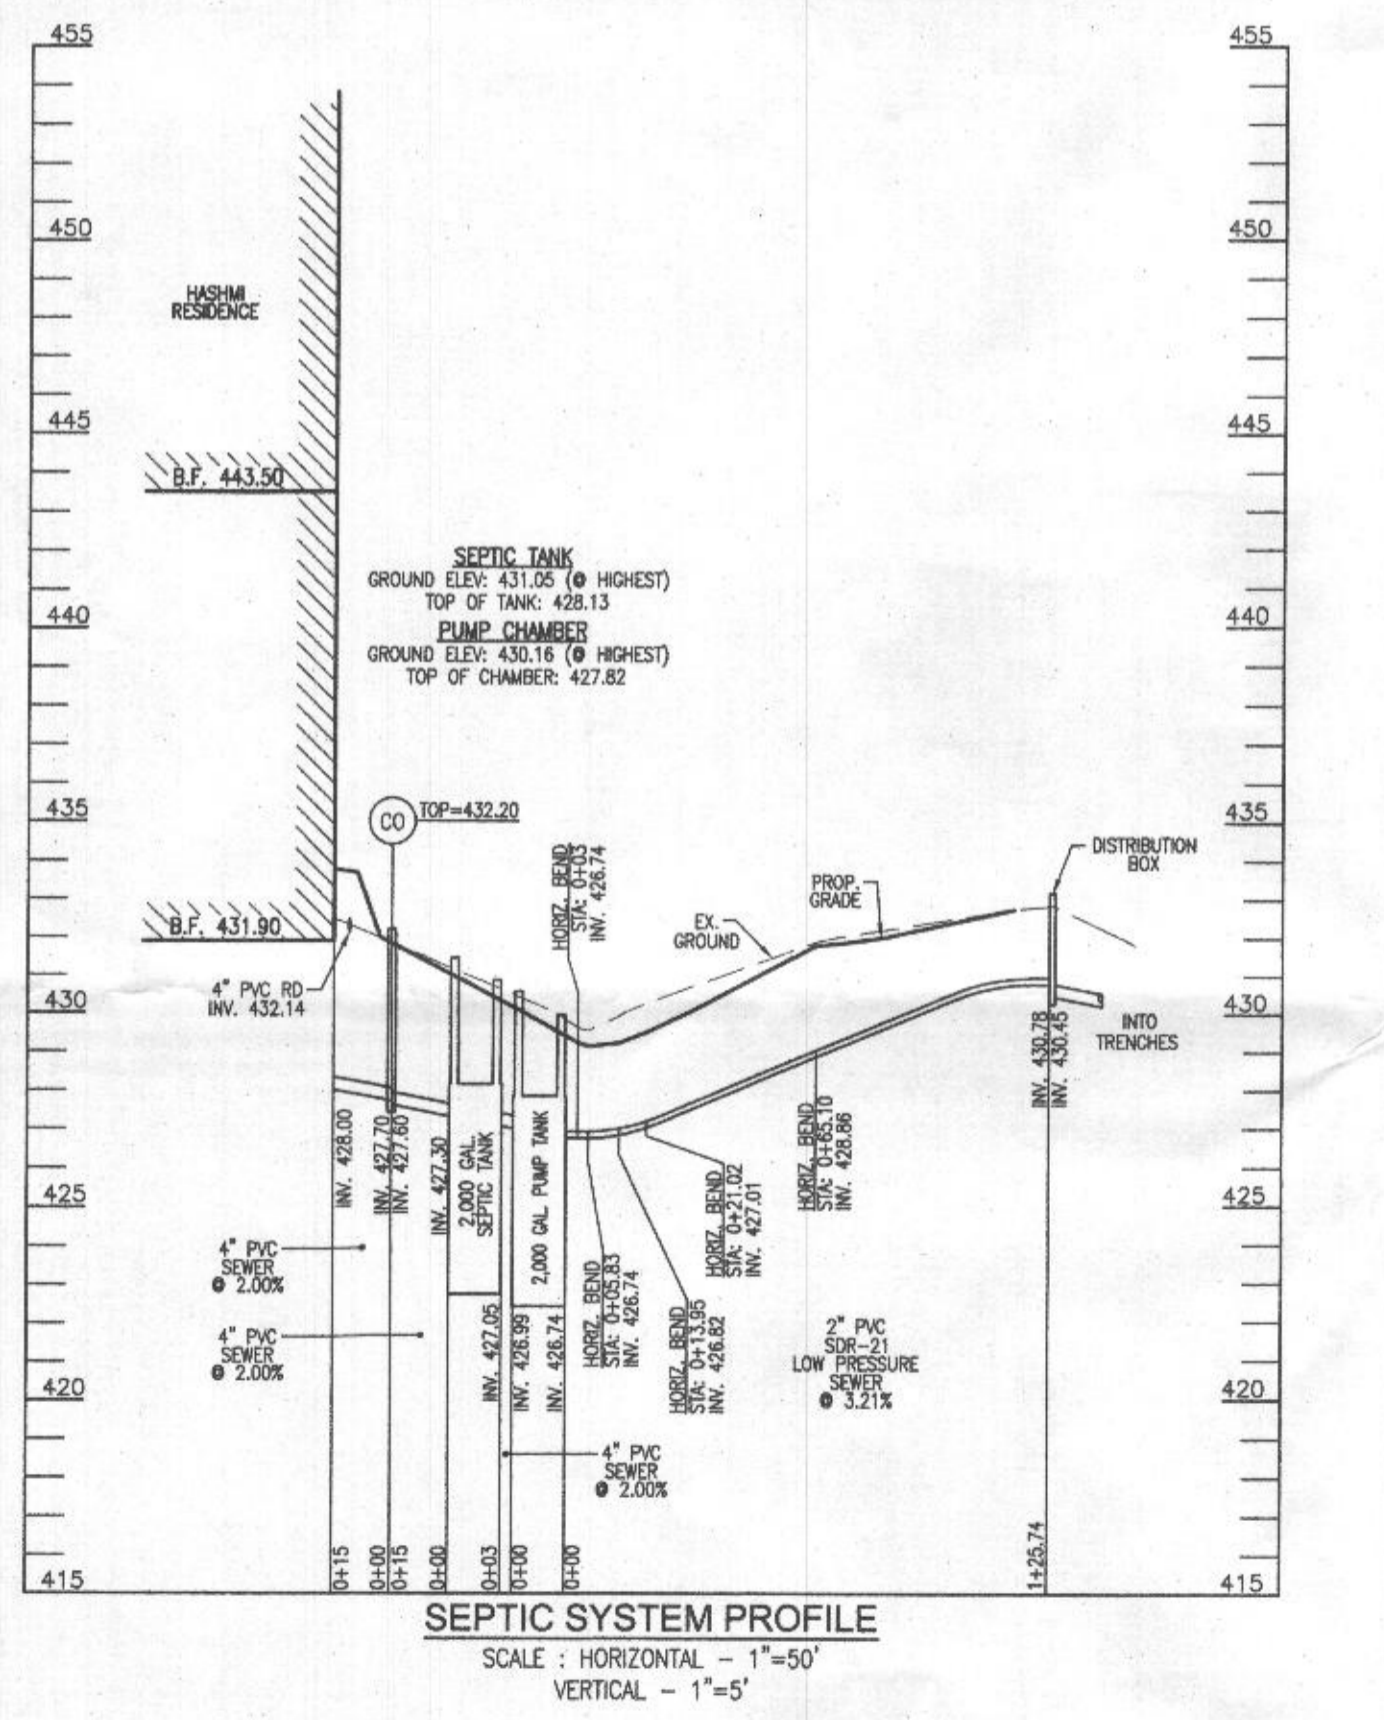 455
455
450
450
HASHMI
RESIDENCE
445
445
B.F. 443.50
SEPTIC TANK
GROUND ELEV: 431.05 (@ HIGHEST)
TOP OF TANK: 428.13
440
440
PUMP CHAMBER
GROUND ELEV: 430.16 (@ HIGHEST)
TOP OF CHAMBER: 427.82
435
435
CO
TOP=432.20
HORIZ. BEND
STA: 0+03
INV. 426.74
DISTRIBUTION
BOX
PROP.
GRADE
EX.
GROUND
B.F. 431.90
4" PVC RD
INV. 432.14
430
430
INTO
TRENCHES
INV. 430.78
INV. 430.45
INV. 428.00
INV. 427.70
INV. 427.60
INV. 427.30
2,000 GAL.
SEPTIC TANK
2,000 GAL PUMP TANK
HORIZ. BEND
STA: 0+65.10
INV. 428.86
425
425
HORIZ. BEND
STA: 0+21.02
INV. 427.01
4" PVC
SEWER
@ 2.00%
HORIZ. BEND
STA: 0+05.83
INV. 426.74
HORIZ. BEND
STA: 0+13.95
INV. 426.82
INV. 427.05
INV. 426.99
INV. 426.74
4" PVC
SEWER
@ 2.00%
2" PVC
SDR-21
LOW PRESSURE
SEWER
@ 3.21%
420
420
4" PVC
SEWER
@ 2.00%
0+15
0+00
0+15
0+00
0+03
0+00
0+00
1+25.74
415
415
SEPTIC SYSTEM PROFILE
SCALE : HORIZONTAL - 1"=50'
VERTICAL - 1"=5'